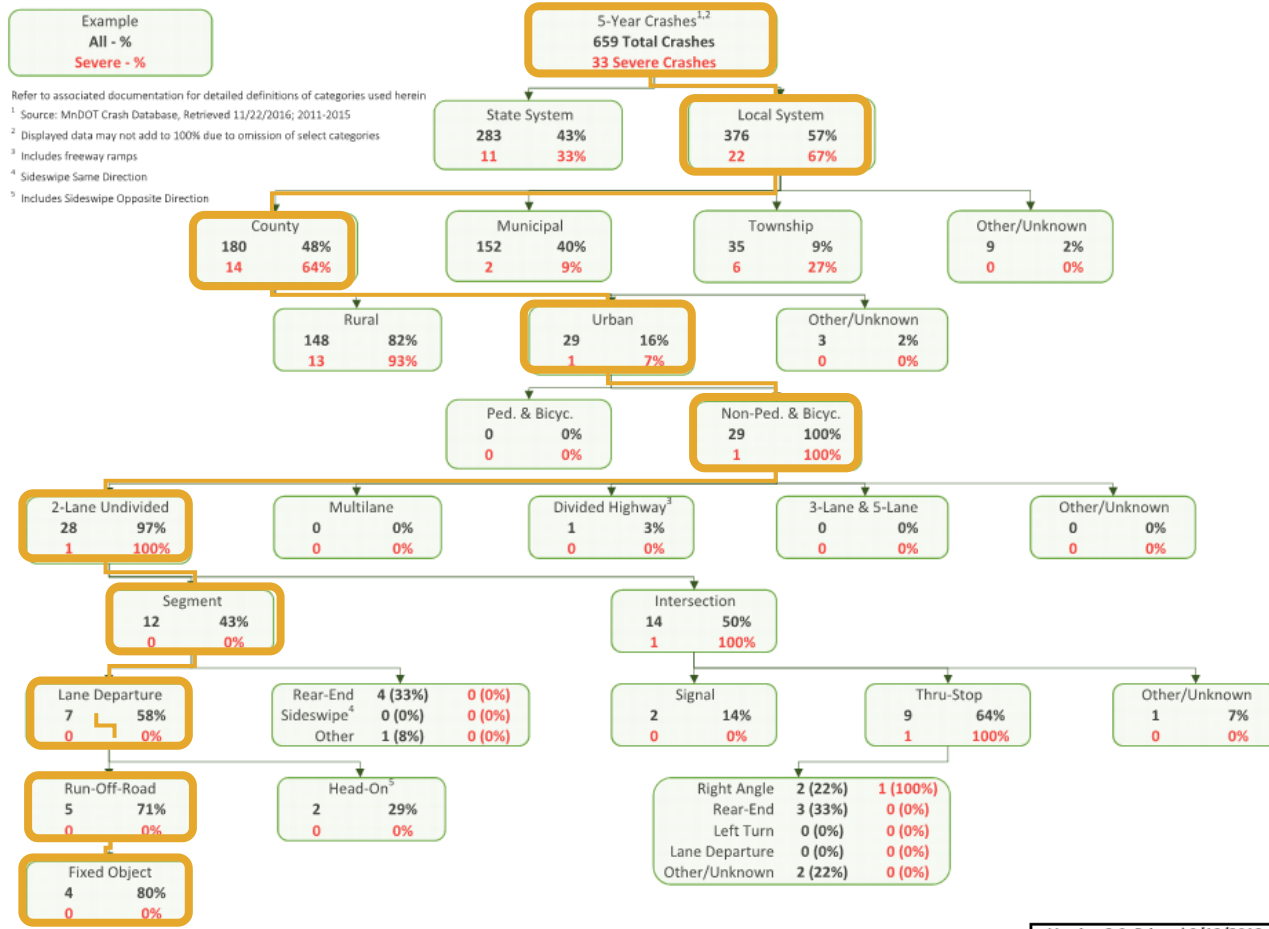 Example
All - %
Severe - %
5-Year Crashes1,2
659 Total Crashes
33 Severe Crashes
Refer to associated documentation for detailed definitions of categories used herein
1 Source: MnDOT Crash Database, Retrieved 11/22/2016; 2011-2015
2 Displayed data may not add to 100% due to omission of select categories
3 Includes freeway ramps
4 Sideswipe Same Direction
5 Includes Sideswipe Opposite Direction
State System
283 43%
11 33%
Local System
376 57%
22 67%
County
180 48%
14 64%
Municipal
152 40%
2 9%
Township
35 9%
6 27%
Other/Unknown
9 2%
0 0%
Rural
148 82%
13 93%
Urban
29 16%
1 7%
Other/Unknown
3 2%
0 0%
Ped. & Bicyc.
0 0%
0 0%
Non-Ped. & Bicyc.
29 100%
1 100%
2-Lane Undivided
28 97%
1 100%
Multilane
0 0%
0 0%
Divided Highway3
1 3%
0 0%
3-Lane & 5-Lane
0 0%
0 0%
Other/Unknown
0 0%
0 0%
Segment
12 43%
0 0%
Intersection
14 50%
1 100%
Lane Departure
7 58%
0 0%
Rear-End 4 (33%) 0 (0%)
Sideswipe4 0 (0%) 0 (0%)
Other 1 (8%) 0 (0%)
Signal
2 14%
0 0%
Thru-Stop
9 64%
1 100%
Other/Unknown
1 7%
0 0%
Run-Off-Road
5 71%
0 0%
Head-On5
2 29%
0 0%
Right Angle 2 (22%) 1 (100%)
Rear-End 3 (33%) 0 (0%)
Left Turn 0 (0%) 0 (0%)
Lane Departure 0 (0%) 0 (0%)
Other/Unknown 2 (22%) 0 (0%)
Fixed Object
4 80%
0 0%